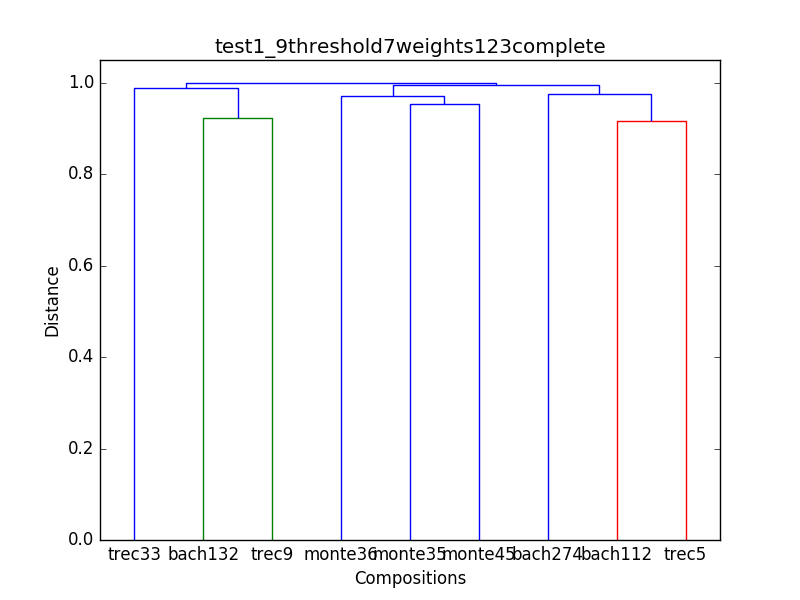 test1_9threshold7weights123complete
1.0
0.8
0.6
0.4
0.2
0.0
Distance
trec33 bach132 trec9 monte36 monte35 monte45 bach274 bach112 trec5
Compositions